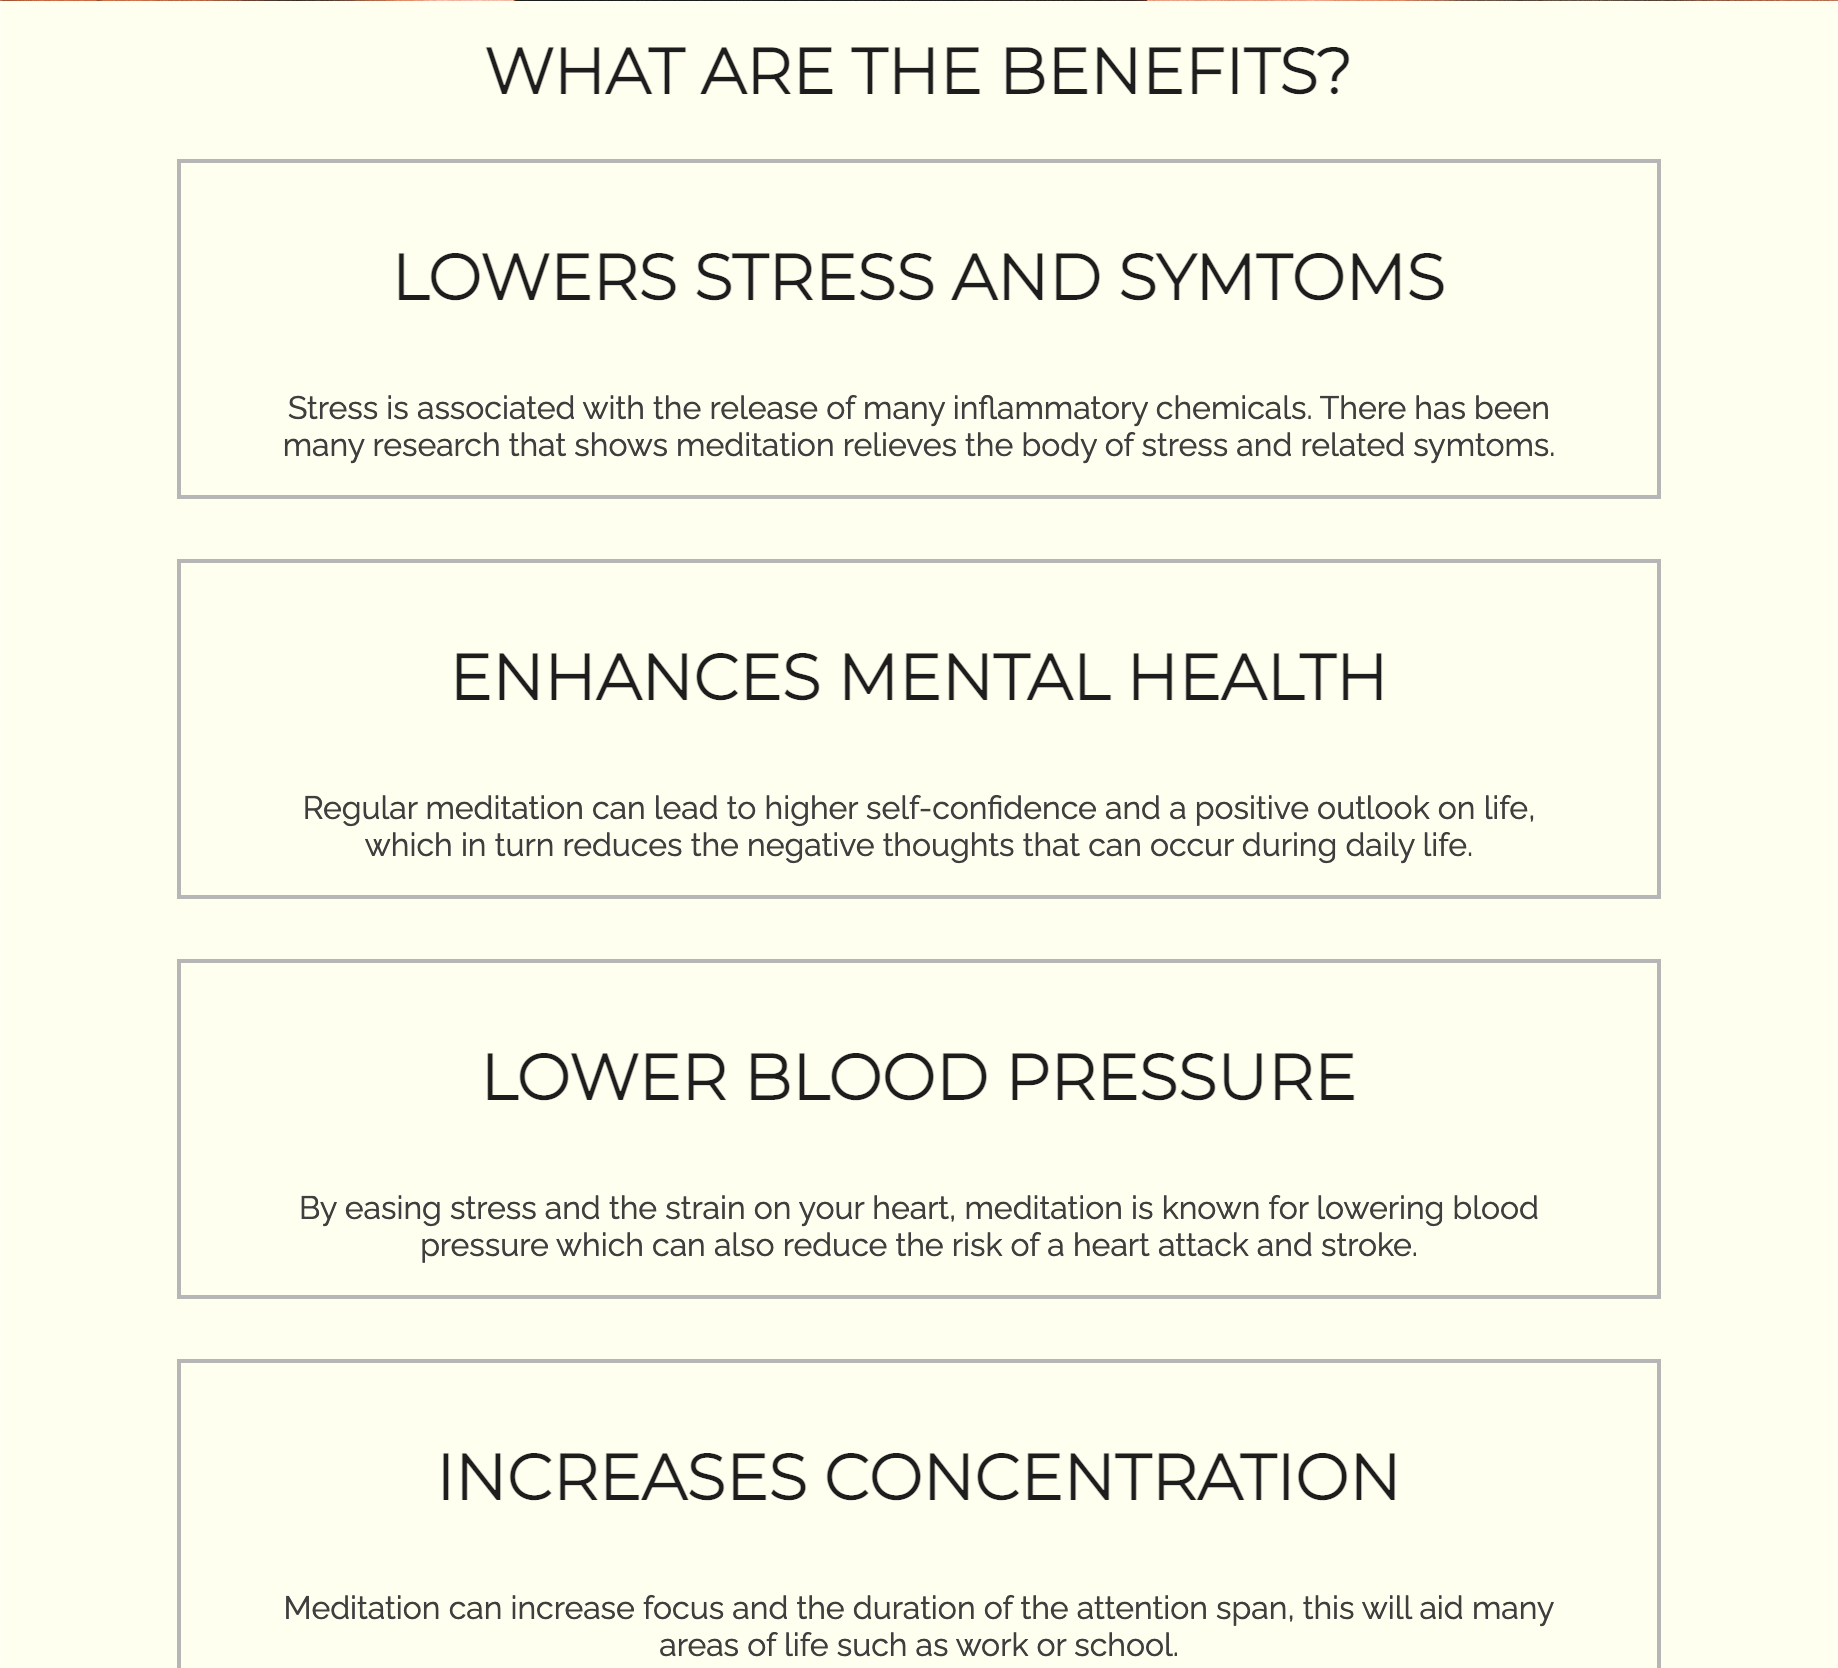 WHAT ARE THE BENEFITS?
LOWERS STRESS AND SYMTOMS
Stress is associated with the release of many inflammatory chemicals. There has been
many research that shows meditation relieves the body of stress and related symtoms.
ENHANCES MENTAL HEALTH
Regular meditation can lead to higher self-confidence and a positive outlook on life,
which in turn reduces the negative thoughts that can occur during daily life.
LOWER BLOOD PRESSURE
By easing stress and the strain on your heart, meditation is known for lowering blood
pressure which can also reduce the risk of a heart attack and stroke.
INCREASES CONCENTRATION
Meditation can increase focus and the duration of the attention span, this will aid many
areas of life such as work or school.